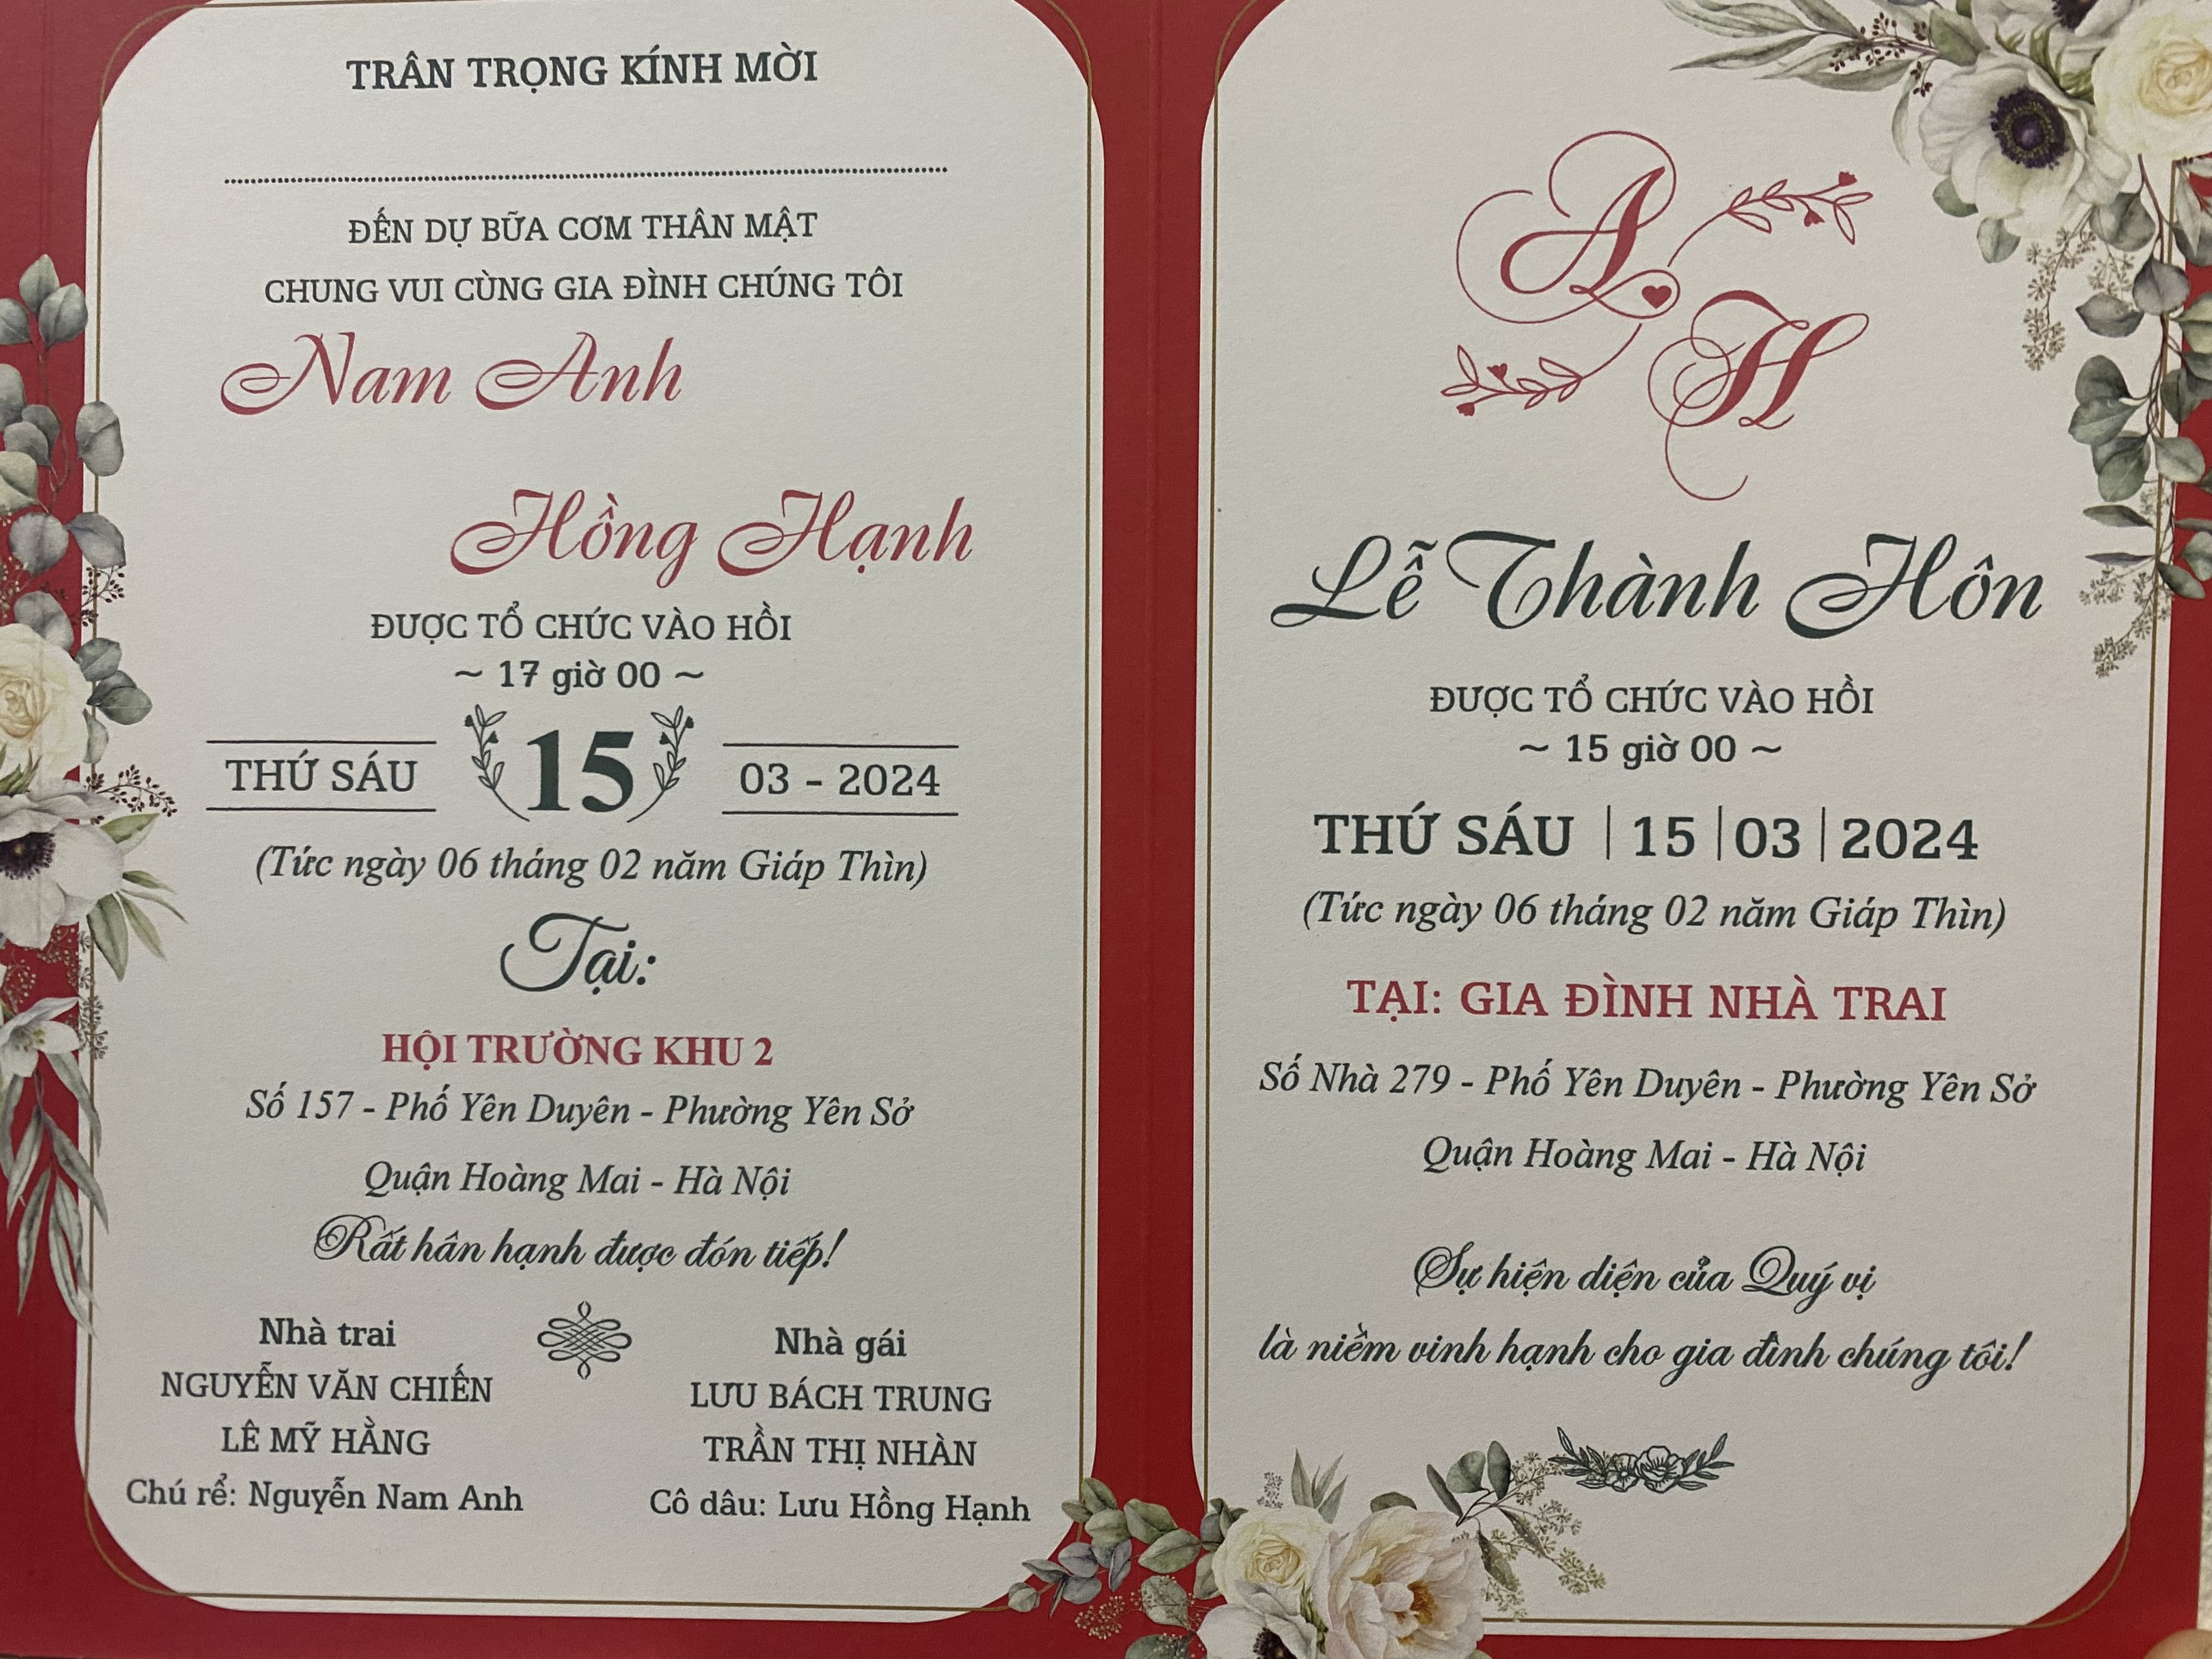 TRÂN TRỌNG KÍNH MỜI
ĐẾN DỰ BỮA CƠM THÂN MẬT
CHUNG VUI CÙNG GIA ĐÌNH CHÚNG TÔI
Nam Anh
Hồng Hạnh
ĐƯỢC TỔ CHỨC VÀO HỒI
~ 17 giờ 00 ~
THỨ SÁU 15 03 - 2024
(Tức ngày 06 tháng 02 năm Giáp Thìn)
Tại:
HỘI TRƯỜNG KHU 2
Số 157 - Phố Yên Duyên - Phường Yên Sở
Quận Hoàng Mai - Hà Nội
Rất hân hạnh được đón tiếp!
Nhà trai
NGUYỄN VĂN CHIẾN
LÊ MỸ HẰNG
Chú rể: Nguyễn Nam Anh
Nhà gái
LƯU BÁCH TRUNG
TRẦN THỊ NHÀN
Cô dâu: Lưu Hồng Hạnh
A
H
Lễ Thành Hôn
ĐƯỢC TỔ CHỨC VÀO HỒI
~ 15 giờ 00 ~
THỨ SÁU | 15 | 03 | 2024
(Tức ngày 06 tháng 02 năm Giáp Thìn)
TẠI: GIA ĐÌNH NHÀ TRAI
Số Nhà 279 - Phố Yên Duyên - Phường Yên Sở
Quận Hoàng Mai - Hà Nội
Sự hiện diện của Quý vị
là niềm vinh hạnh cho gia đình chúng tôi!